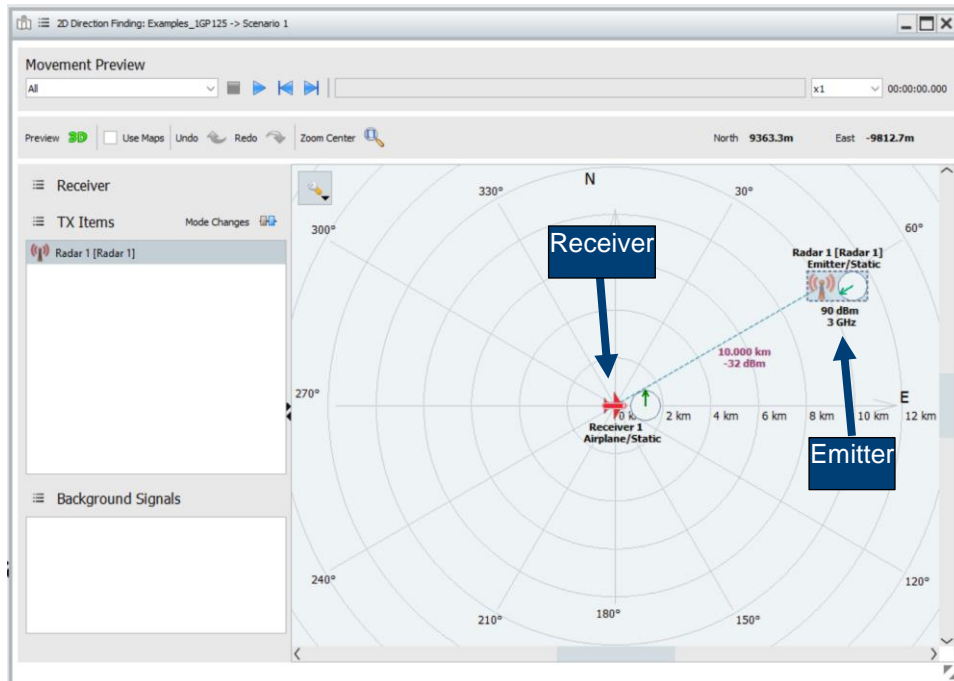 2D Direction Finding: Examples_1GP125 -> Scenario 1
Movement Preview
All
x1
00:00:00.000
Preview 3D Use Maps Undo Redo Zoom Center
North 9363.3m East -9812.7m
Receiver
TX Items Mode Changes
Radar 1 [Radar 1]
Background Signals
N
330° 30°
300° 60°
Receiver
Radar 1 [Radar 1]
Emitter/Static
90 dBm
3 GHz
10.000 km
-32 dBm
270° E
2 km 4 km 6 km 8 km 10 km 12 km
Receiver 1
Airplane/Static
Emitter
240° 120°
210° 180° 150°